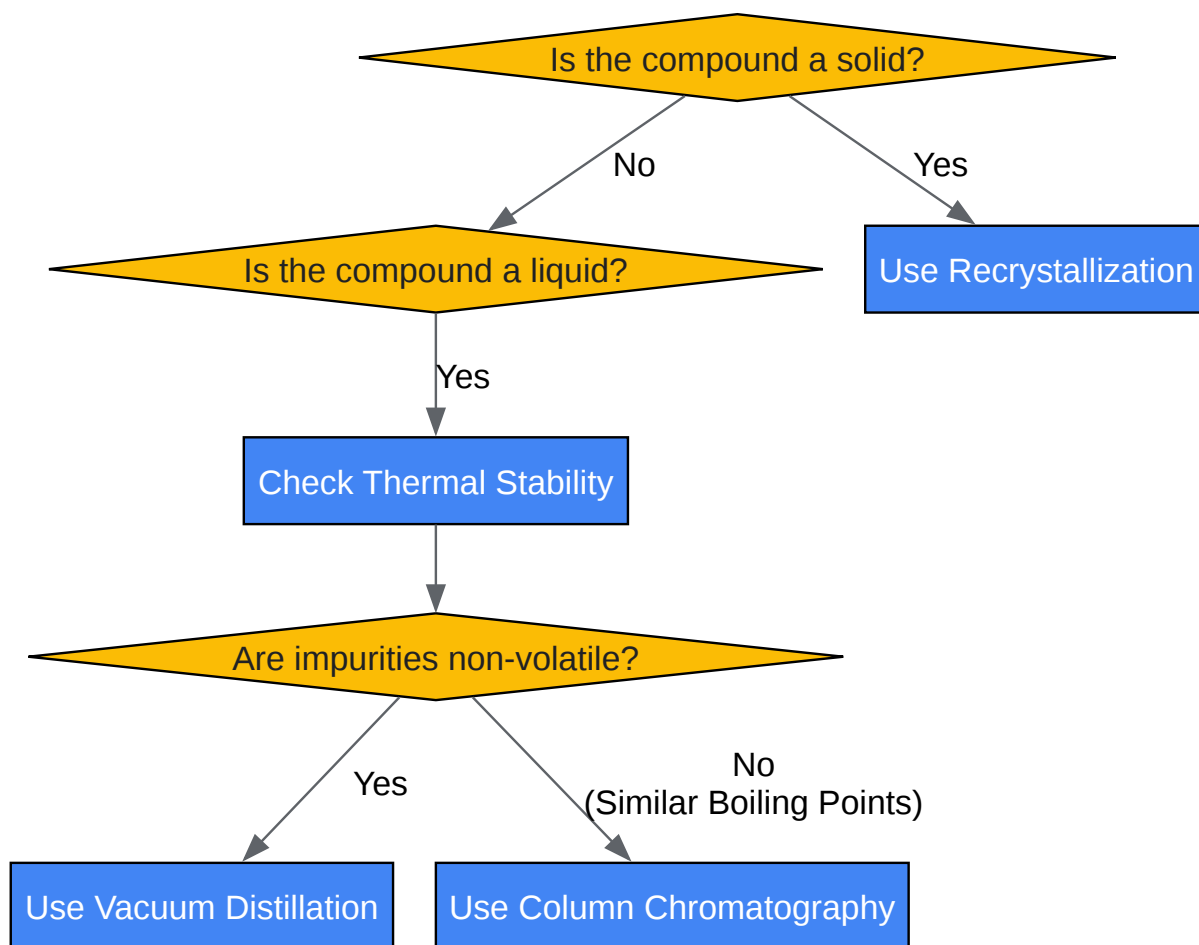 Is the compound a solid?
No
Yes
Is the compound a liquid?
Use Recrystallization
Yes
Check Thermal Stability
Are impurities non-volatile?
Yes
No
(Similar Boiling Points)
Use Vacuum Distillation
Use Column Chromatography